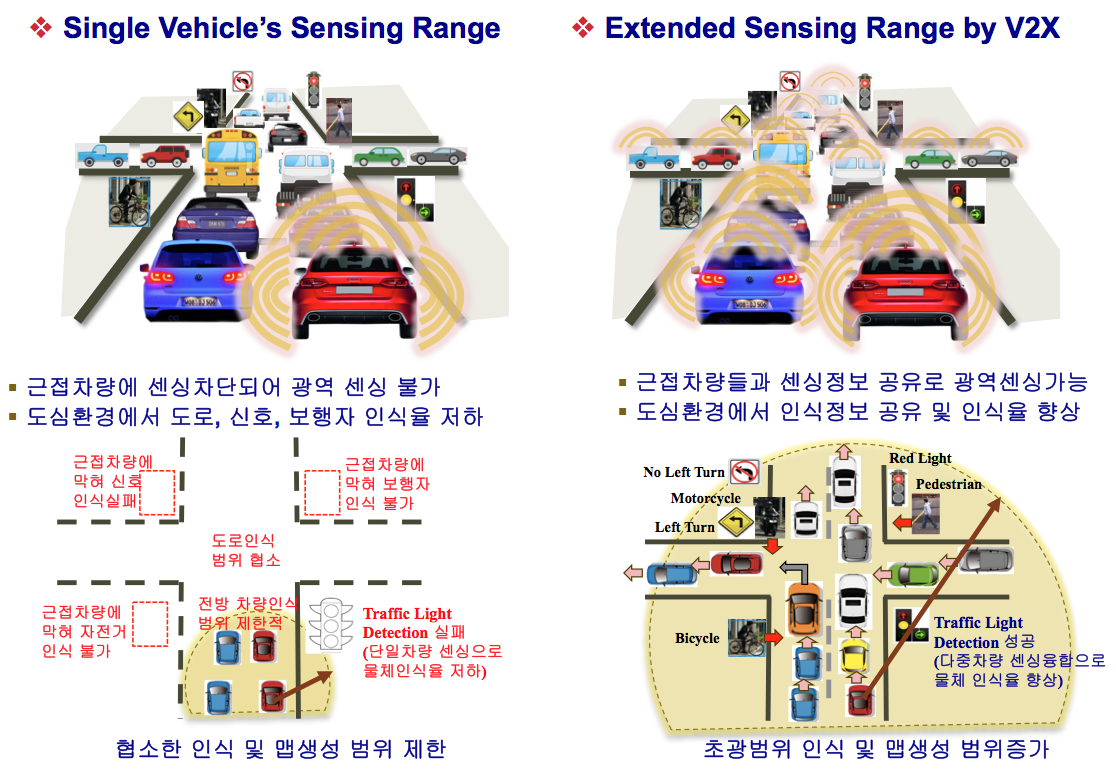 ❖ Single Vehicle's Sensing Range
▪ 근접차량에 센싱차단되어 광역 센싱 불가
▪ 도심환경에서 도로, 신호, 보행자 인식율 저하
근접차량에
막혀 신호
인식실패
근접차량에
막혀 보행자
인식 불가
도로인식
범위 협소
근접차량에
막혀 자전거
인식 불가
전방 차량인식
범위 제한적
Traffic Light
Detection 실패
(단일차량 센싱으로
물체인식율 저하)
협소한 인식 및 맵생성 범위 제한
❖ Extended Sensing Range by V2X
▪ 근접차량들과 센싱정보 공유로 광역센싱가능
▪ 도심환경에서 인식정보 공유 및 인식율 향상
No Left Turn
Motorcycle
Left Turn
Red Light
Pedestrian
Bicycle
Traffic Light
Detection 성공
(다중차량 센싱융합으로
물체 인식율 향상)
초광범위 인식 및 맵생성 범위증가